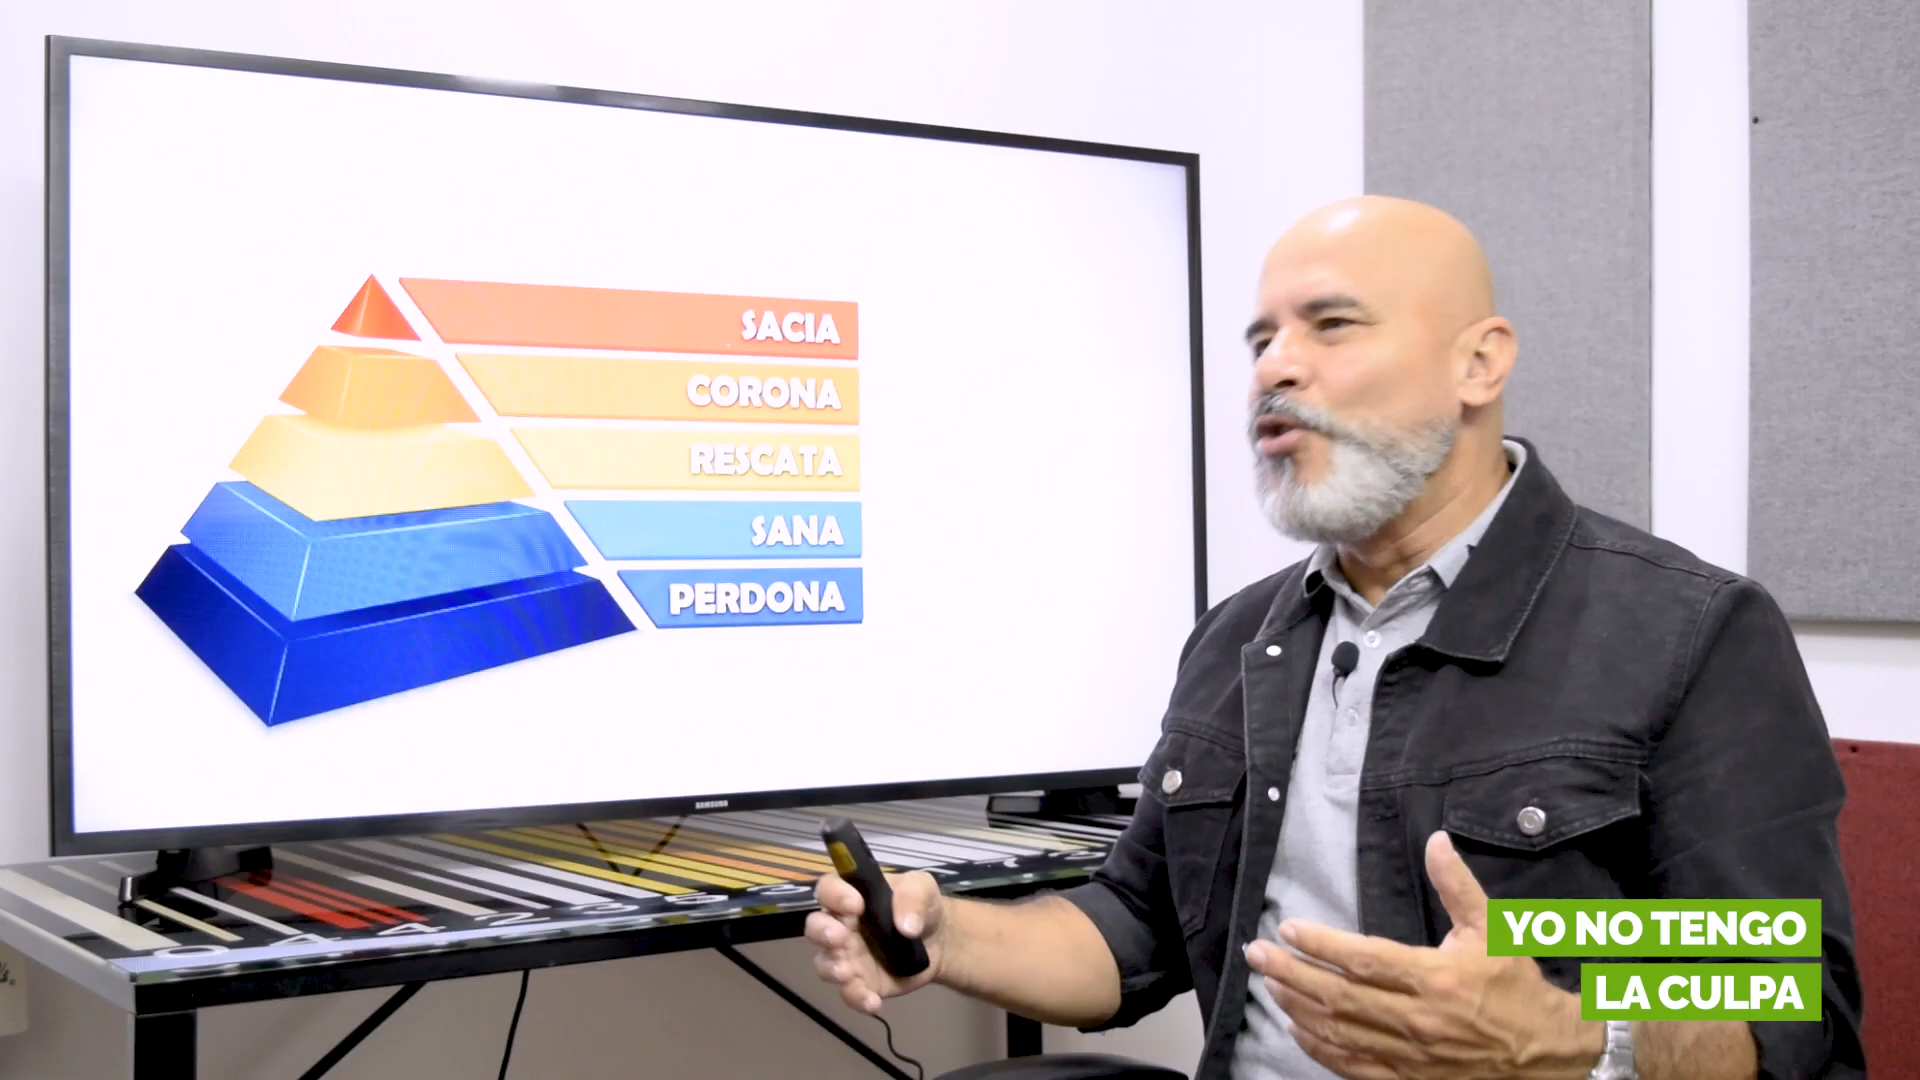 SACIA
CORONA
RESCATA
SANA
PERDONA
SAMSUNG
YO NO TENGO
LA CULPA